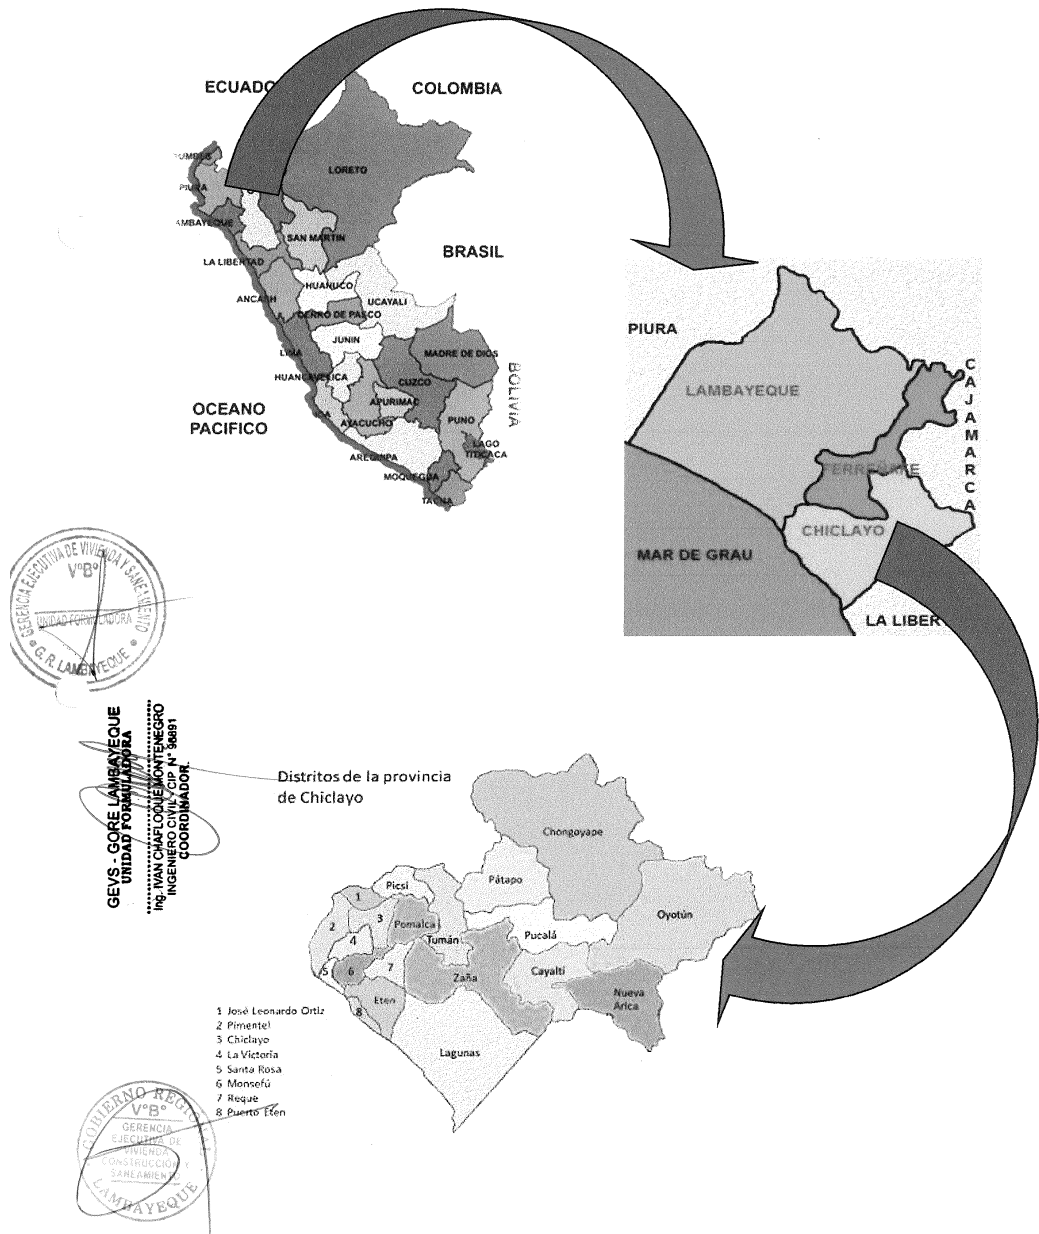 ECUADO
COLOMBIA
LORETO
PIURA
AMBAYEQUE
SAN MARTIN
BRASIL
LA LIBERTAD
HUANUCO
ANCASH
UCAYALI
CERRO DE PASCO
JUNIN
LIMA
MADRE DE DIOS
BOLIVIA
HUANCAVELICA
CUZCO
APURIMAC
OCEANO
PACIFICO
AYACUCHO
PUNO
LAGO
TITICACA
AREQUIPA
MOQUEGUA
TACNA
PIURA
LAMBAYEQUE
CAJAMARCA
FERREÑAFE
CHICLAYO
MAR DE GRAU
LA LIBER
GERENCIA EJECUTIVA DE VIVIENDA Y SANEAMIENTO
V°B°
UNIDAD FORMULADORA
G. R. LAMBAYEQUE
GEVS - GORE LAMBAYEQUE
UNIDAD FORMULADORA
Ing. IVAN CHAFLOQUE MONTENEGRO
INGENIERO CIVIL CIP N° 96891
COORDINADOR.
Distritos de la provincia
de Chiclayo
Chongoyape
Picsi
Pátapo
1
2
3
Pomalca
Oyotún
4
Tumán
Pucalá
5
6
7
Zaña
Cayaltí
Eten
Nueva
Arica
8
Lagunas
1 José Leonardo Ortiz
2 Pimentel
3 Chiclayo
4 La Victoria
5 Santa Rosa
6 Monsefú
7 Reque
8 Puerto Eten
GOBIERNO REGIONAL
V°B°
GERENCIA
EJECUTIVA DE
VIVIENDA
CONSTRUCCIÓN Y
SANEAMIENTO
LAMBAYEQUE